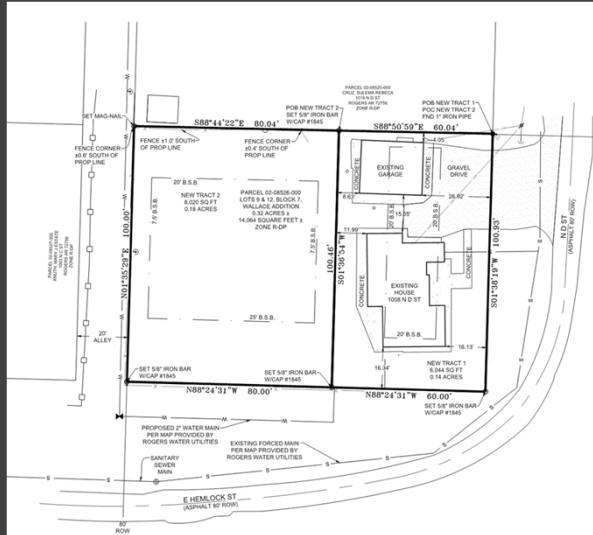 PARCEL 02-08520-000
CRUZ, SULEMA REBECA
1018 N D ST
ROGERS AR 72756
ZONE R-DP
SET MAG-NAIL
S88°44'22"E 80.04'
POB NEW TRACT 2
SET 5/8" IRON BAR
W/CAP #1845
POB NEW TRACT 1
POC NEW TRACT 2
FND 1" IRON PIPE
S88°50'59"E 60.04'
FENCE CORNER
±0.6' SOUTH OF
PROP LINE
FENCE ±1.0' SOUTH
OF PROP LINE
FENCE CORNER
±0.4' SOUTH OF
PROP LINE
4.05'
CONCRETE
EXISTING
GARAGE
CONCRETE
GRAVEL
DRIVE
20' B.S.B.
NEW TRACT 2
8,020 SQ FT
0.18 ACRES
PARCEL 02-08526-000
LOTS 9 & 12, BLOCK 7,
WALLACE ADDITION
0.32 ACRES ±
14,064 SQUARE FEET ±
ZONE R-DP
7.5' B.S.B.
7.5' B.S.B.
8.63'
26.92'
20' B.S.B.
15.05'
20' B.S.B.
11.99'
N D ST
(ASPHALT 80' ROW)
N01°35'29"E 100.00'
100.46'
S01°36'54"W
S01°38'19"W 100.93'
CONCRETE
CONCRETE
EXISTING
HOUSE
1008 N D ST
20' B.S.B.
25' B.S.B.
16.13'
16.34'
ROGERS AR 72756
ZONE R-DP
20'
ALLEY
NEW TRACT 1
6,044 SQ FT
0.14 ACRES
SET 5/8" IRON BAR
W/CAP #1845
SET 5/8" IRON BAR
W/CAP #1845
N88°24'31"W 80.00'
N88°24'31"W 60.00'
SET 5/8" IRON BAR
W/CAP #1845
PROPOSED 2" WATER MAIN
PER MAP PROVIDED BY
ROGERS WATER UTILITIES
EXISTING FORCED MAIN
PER MAP PROVIDED BY
ROGERS WATER UTILITIES
SANITARY
SEWER
MAIN
E HEMLOCK ST
(ASPHALT 80' ROW)
80'
ROW